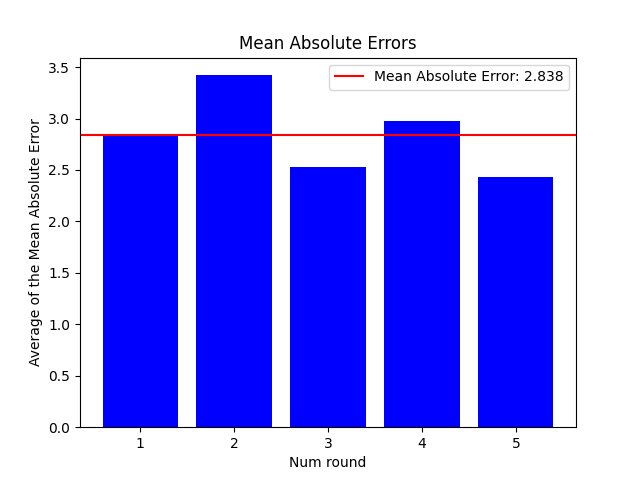 Mean Absolute Errors
Mean Absolute Error: 2.838
Average of the Mean Absolute Error
3.5
3.0
2.5
2.0
1.5
1.0
0.5
0.0
1 2 3 4 5
Num round